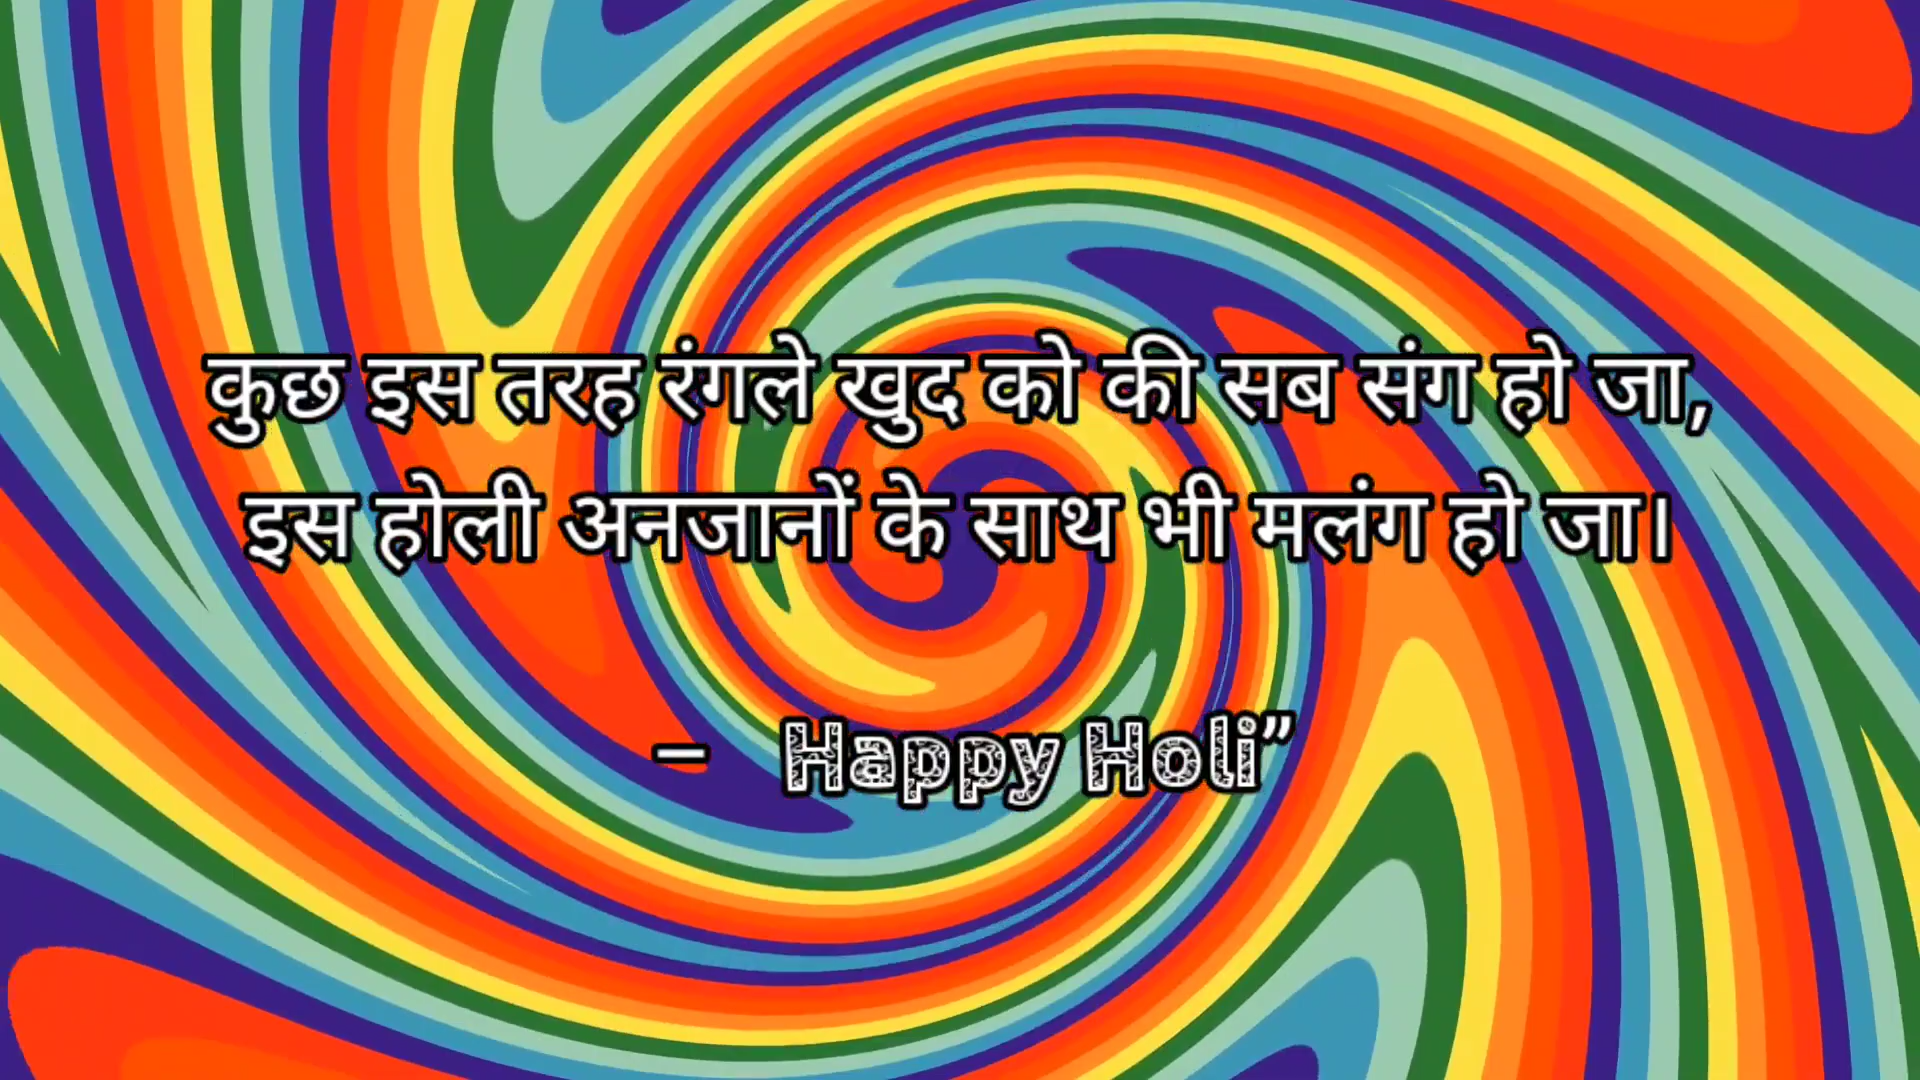 कुछ इस तरह रंगले खुद को की सब संग हो जा,
इस होली अनजानों के साथ भी मलंग हो जा।
– Happy Holi”